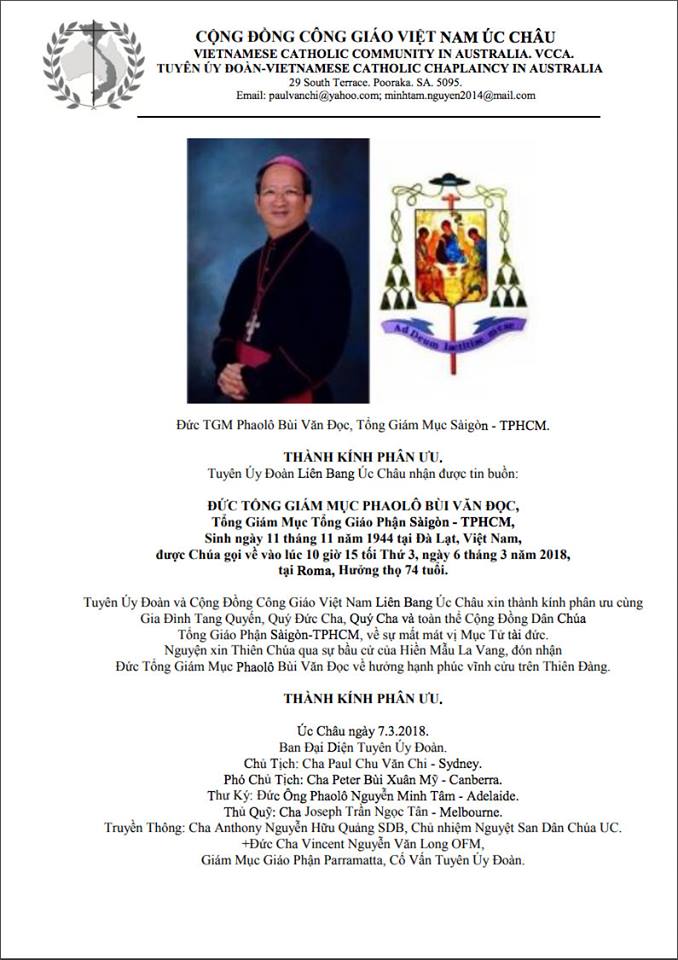 CỘNG ĐỒNG CÔNG GIÁO VIỆT NAM ÚC CHÂU
VIETNAMESE CATHOLIC COMMUNITY IN AUSTRALIA. VCCA.
TUYÊN ÚY ĐOÀN-VIETNAMESE CATHOLIC CHAPLAINCY IN AUSTRALIA
29 South Terrace. Pooraka. SA. 5095.
Email: paulvanchi@yahoo.com; minhtam.nguyen2014@mail.com
Ad Deum laetitiae meae
Đức TGM Phaolô Bùi Văn Đọc, Tổng Giám Mục Sàigòn - TPHCM.
THÀNH KÍNH PHÂN ƯU.
Tuyên Úy Đoàn Liên Bang Úc Châu nhận được tin buồn:
ĐỨC TỔNG GIÁM MỤC PHAOLÔ BÙI VĂN ĐỌC,
Tổng Giám Mục Tổng Giáo Phận Sàigòn - TPHCM,
Sinh ngày 11 tháng 11 năm 1944 tại Đà Lạt, Việt Nam,
được Chúa gọi về vào lúc 10 giờ 15 tối Thứ 3, ngày 6 tháng 3 năm 2018,
tại Roma, Hưởng thọ 74 tuổi.
Tuyên Úy Đoàn và Cộng Đồng Công Giáo Việt Nam Liên Bang Úc Châu xin thành kính phân ưu cùng
Gia Đình Tang Quyến, Quý Đức Cha, Quý Cha và toàn thể Cộng Đồng Dân Chúa
Tổng Giáo Phận Sàigòn-TPHCM, về sự mất mát vị Mục Tử tài đức.
Nguyện xin Thiên Chúa qua sự bầu cử của Hiền Mẫu La Vang, đón nhận
Đức Tổng Giám Mục Phaolô Bùi Văn Đọc về hưởng hạnh phúc vĩnh cửu trên Thiên Đàng.
THÀNH KÍNH PHÂN ƯU.
Úc Châu ngày 7.3.2018.
Ban Đại Diện Tuyên Úy Đoàn.
Chủ Tịch: Cha Paul Chu Văn Chi - Sydney.
Phó Chủ Tịch: Cha Peter Bùi Xuân Mỹ - Canberra.
Thư Ký: Đức Ông Phaolô Nguyễn Minh Tâm - Adelaide.
Thủ Quỹ: Cha Joseph Trần Ngọc Tân - Melbourne.
Truyền Thông: Cha Anthony Nguyễn Hữu Quảng SDB, Chủ nhiệm Nguyệt San Dân Chúa UC.
+Đức Cha Vincent Nguyễn Văn Long OFM,
Giám Mục Giáo Phận Parramatta, Cố Vấn Tuyên Úy Đoàn.